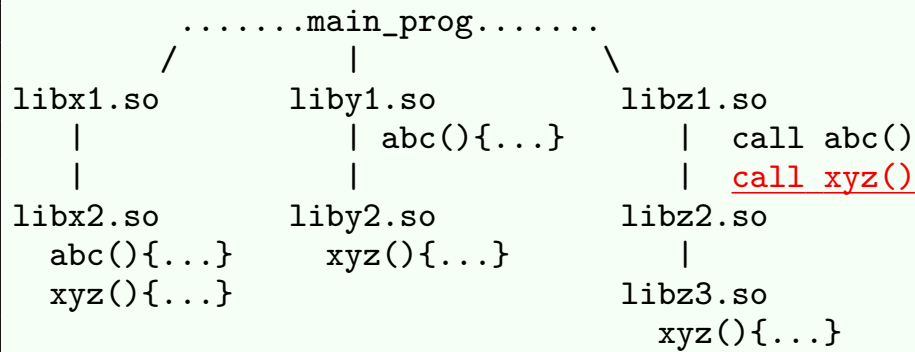 .......main_prog.......
/ | \
libx1.so liby1.so libz1.so
| | abc(){...} | call abc()
| | | call xyz()
libx2.so liby2.so libz2.so
abc(){...} xyz(){...} |
xyz(){...} libz3.so
xyz(){...}